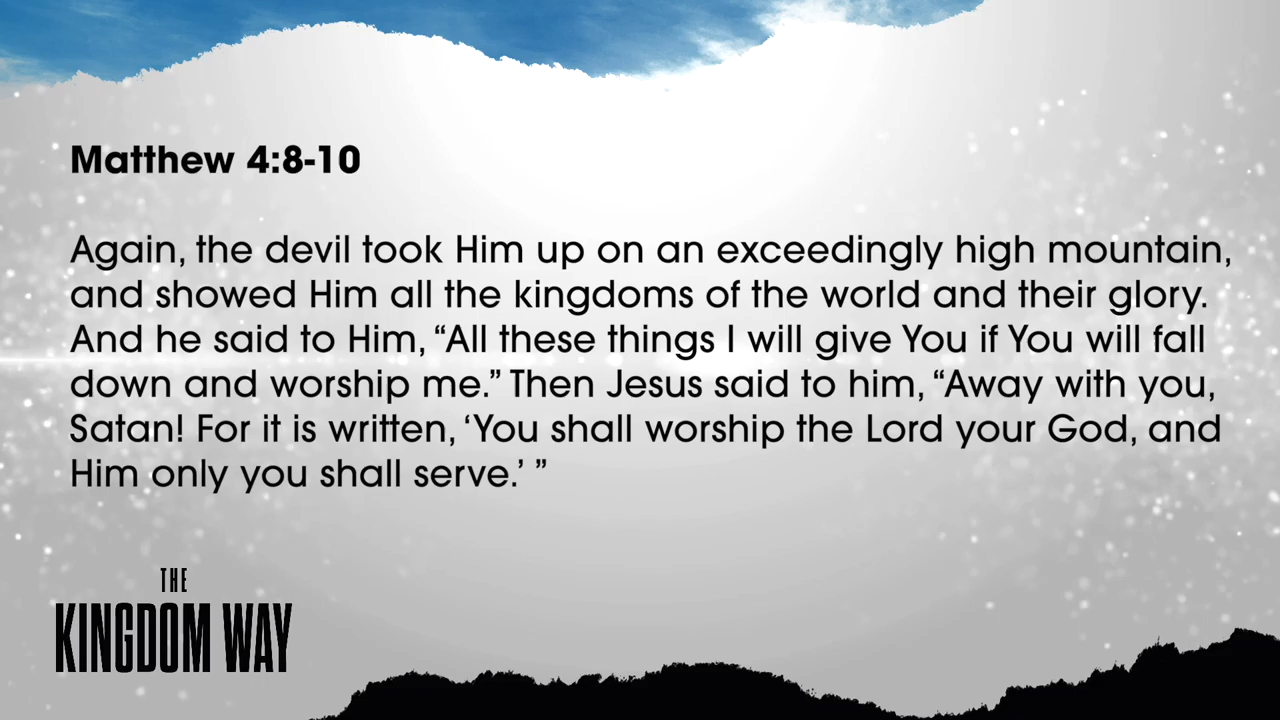 Matthew 4:8-10
Again, the devil took Him up on an exceedingly high mountain,
and showed Him all the kingdoms of the world and their glory.
And he said to Him, “All these things I will give You if You will fall
down and worship me.” Then Jesus said to him, “Away with you,
Satan! For it is written, ‘You shall worship the Lord your God, and
Him only you shall serve.’ ”
THE
KINGDOM WAY